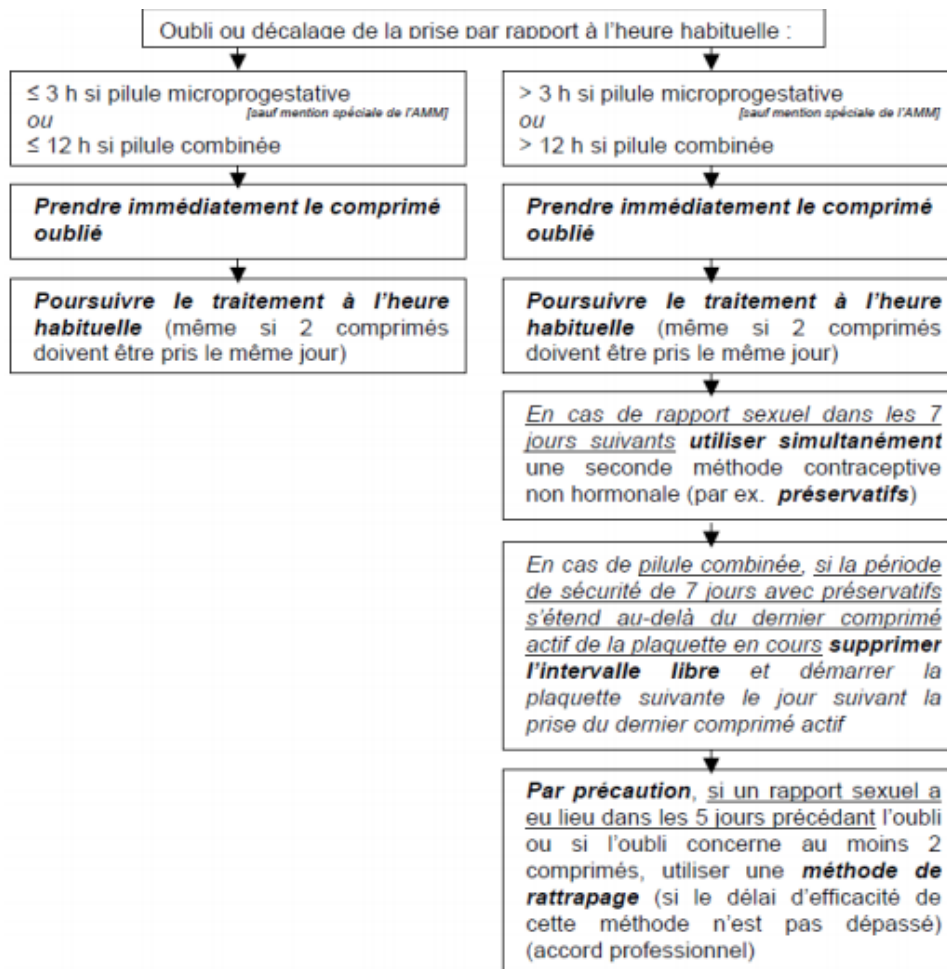 Oubli ou décalage de la prise par rapport à l'heure habituelle :
≤ 3 h si pilule microprogestative
[sauf mention spéciale de l'AMM]
ou
≤ 12 h si pilule combinée
Prendre immédiatement le comprimé
oublié
Poursuivre le traitement à l'heure
habituelle (même si 2 comprimés
doivent être pris le même jour)
> 3 h si pilule microprogestative
[sauf mention spéciale de l'AMM]
ou
> 12 h si pilule combinée
Prendre immédiatement le comprimé
oublié
Poursuivre le traitement à l'heure
habituelle (même si 2 comprimés
doivent être pris le même jour)
En cas de rapport sexuel dans les 7
jours suivants utiliser simultanément
une seconde méthode contraceptive
non hormonale (par ex. préservatifs)
En cas de pilule combinée, si la période
de sécurité de 7 jours avec préservatifs
s'étend au-delà du dernier comprimé
actif de la plaquette en cours supprimer
l'intervalle libre et démarrer la
plaquette suivante le jour suivant la
prise du dernier comprimé actif
Par précaution, si un rapport sexuel a
eu lieu dans les 5 jours précédant l'oubli
ou si l'oubli concerne au moins 2
comprimés, utiliser une méthode de
rattrapage (si le délai d'efficacité de
cette méthode n'est pas dépassé)
(accord professionnel)